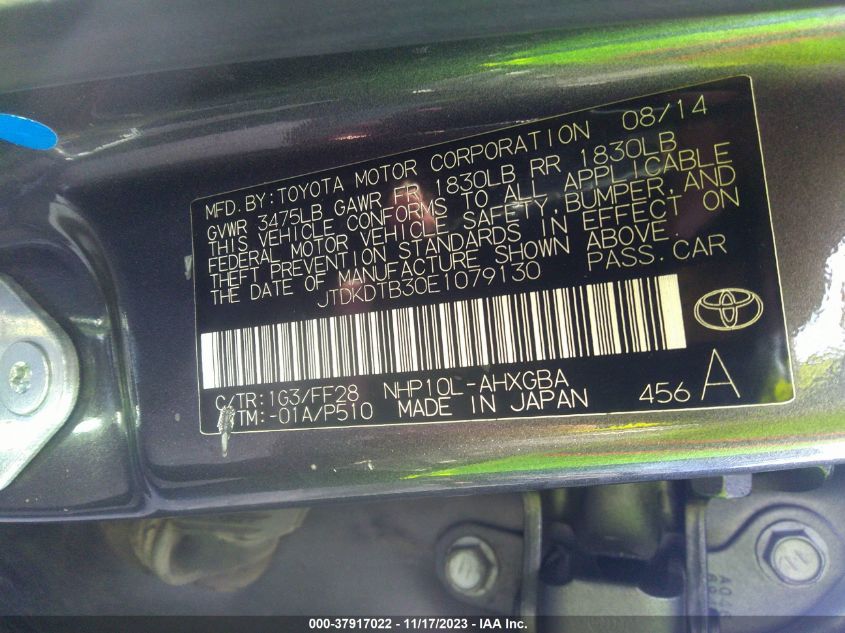 MFD. BY: TOYOTA MOTOR CORPORATION 08/14
GVWR 3475LB GAWR FR 1830LB RR 1830LB
THIS VEHICLE CONFORMS TO ALL APPLICABLE
FEDERAL MOTOR VEHICLE SAFETY, BUMPER, AND
THEFT PREVENTION STANDARDS IN EFFECT ON
THE DATE OF MANUFACTURE SHOWN ABOVE.
JTDKDTB30E1079130 PASS. CAR
C/TR: 1G3/FF28 NHP10L-AHXGBA
TM: -01A/P510 MADE IN JAPAN 456 A
000-37917022 - 11/17/2023 - IAA Inc.